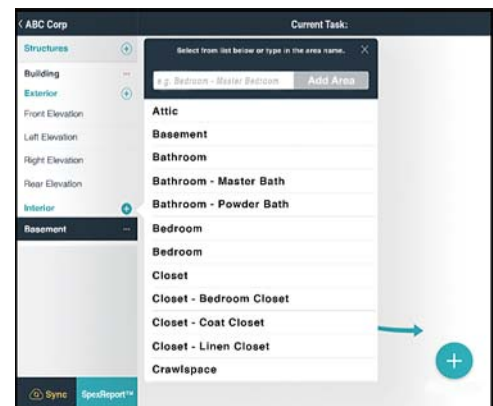 < ABC Corp
Current Task:
Structures
Building
Exterior
Front Elevation
Left Elevation
Right Elevation
Rear Elevation
Interior
Basement
Sync
SpexReport™
Select from list below or type in the area name. X
e.g. Bedroom - Master Bedroom
Add Area
Attic
Basement
Bathroom
Bathroom - Master Bath
Bathroom - Powder Bath
Bedroom
Bedroom
Closet
Closet - Bedroom Closet
Closet - Coat Closet
Closet - Linen Closet
Crawlspace